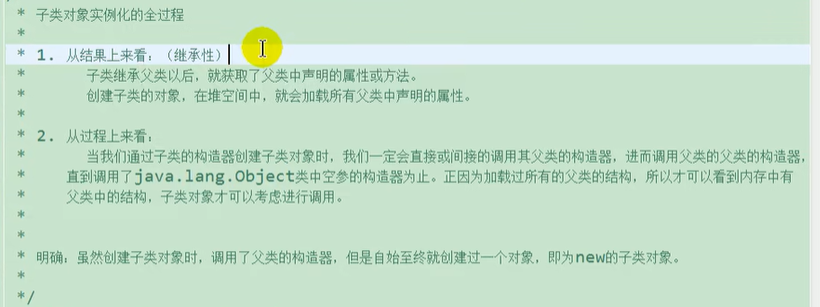 * 子类对象实例化的全过程
*
* 1. 从结果上来看：（继承性）
* 子类继承父类以后，就获取了父类中声明的属性或方法。
* 创建子类的对象，在堆空间中，就会加载所有父类中声明的属性。
*
* 2. 从过程上来看：
* 当我们通过子类的构造器创建子类对象时，我们一定会直接或间接的调用其父类的构造器，进而调用父类的父类的构造器，
* 直到调用了java.lang.Object类中空参的构造器为止。正因为加载过所有的父类的结构，所以才可以看到内存中有
* 父类中的结构，子类对象才可以考虑进行调用。
*
*
* 明确：虽然创建子类对象时，调用了父类的构造器，但是自始至终就创建过一个对象，即为new的子类对象。
*
*/